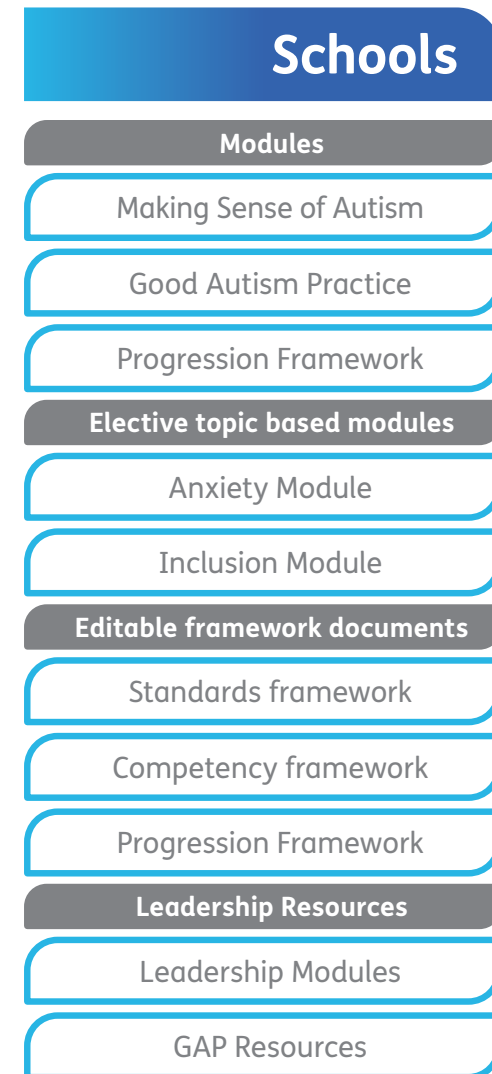 Schools
Modules
Making Sense of Autism
Good Autism Practice
Progression Framework
Elective topic based modules
Anxiety Module
Inclusion Module
Editable framework documents
Standards framework
Competency framework
Progression Framework
Leadership Resources
Leadership Modules
GAP Resources